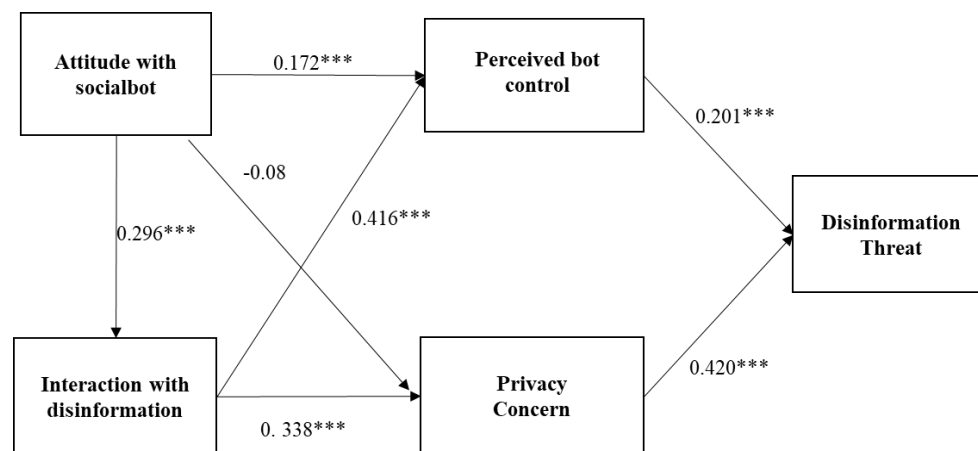 Attitude with
socialbot
0.172***
Perceived bot
control
0.201***
-0.08
0.416***
0.296***
Disinformation
Threat
Interaction with
disinformation
0. 338***
Privacy
Concern
0.420***